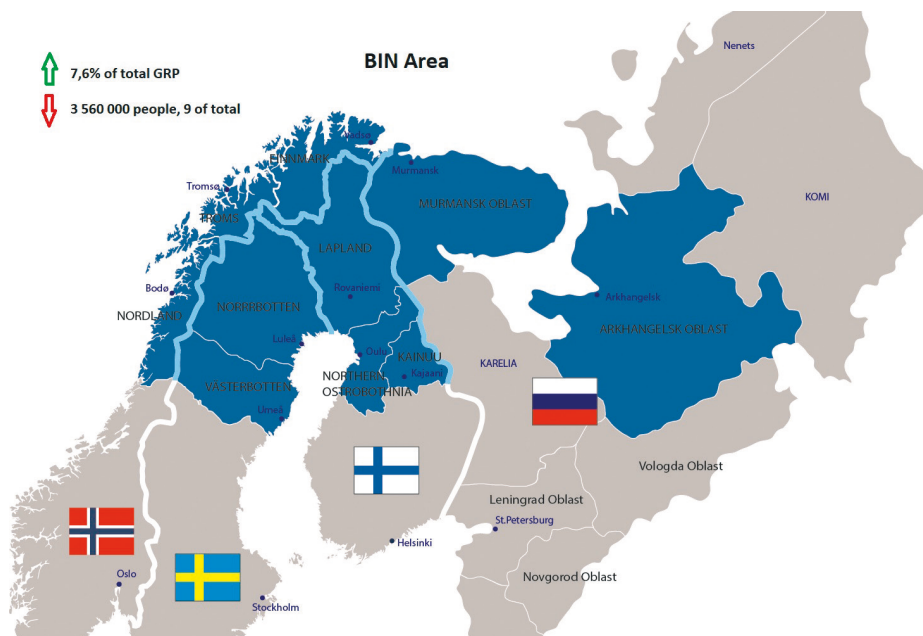 BIN Area
7,6% of total GRP
3 560 000 people, 9 of total
Nenets
KOMI
Vadsø
FINNMARK
Murmansk
Tromsø
MURMANSK OBLAST
TROMS
LAPLAND
Bodø
Rovaniemi
Arkhangelsk
NORRBOTTEN
NORDLAND
ARKHANGELSK OBLAST
Luleå
Oulu
KAINUU
KARELIA
Kajaani
NORTHERN
OSTROBOTHNIA
VÄSTERBOTTEN
Umeå
Vologda Oblast
Leningrad Oblast
St.Petersburg
Helsinki
Novgorod Oblast
Oslo
Stockholm